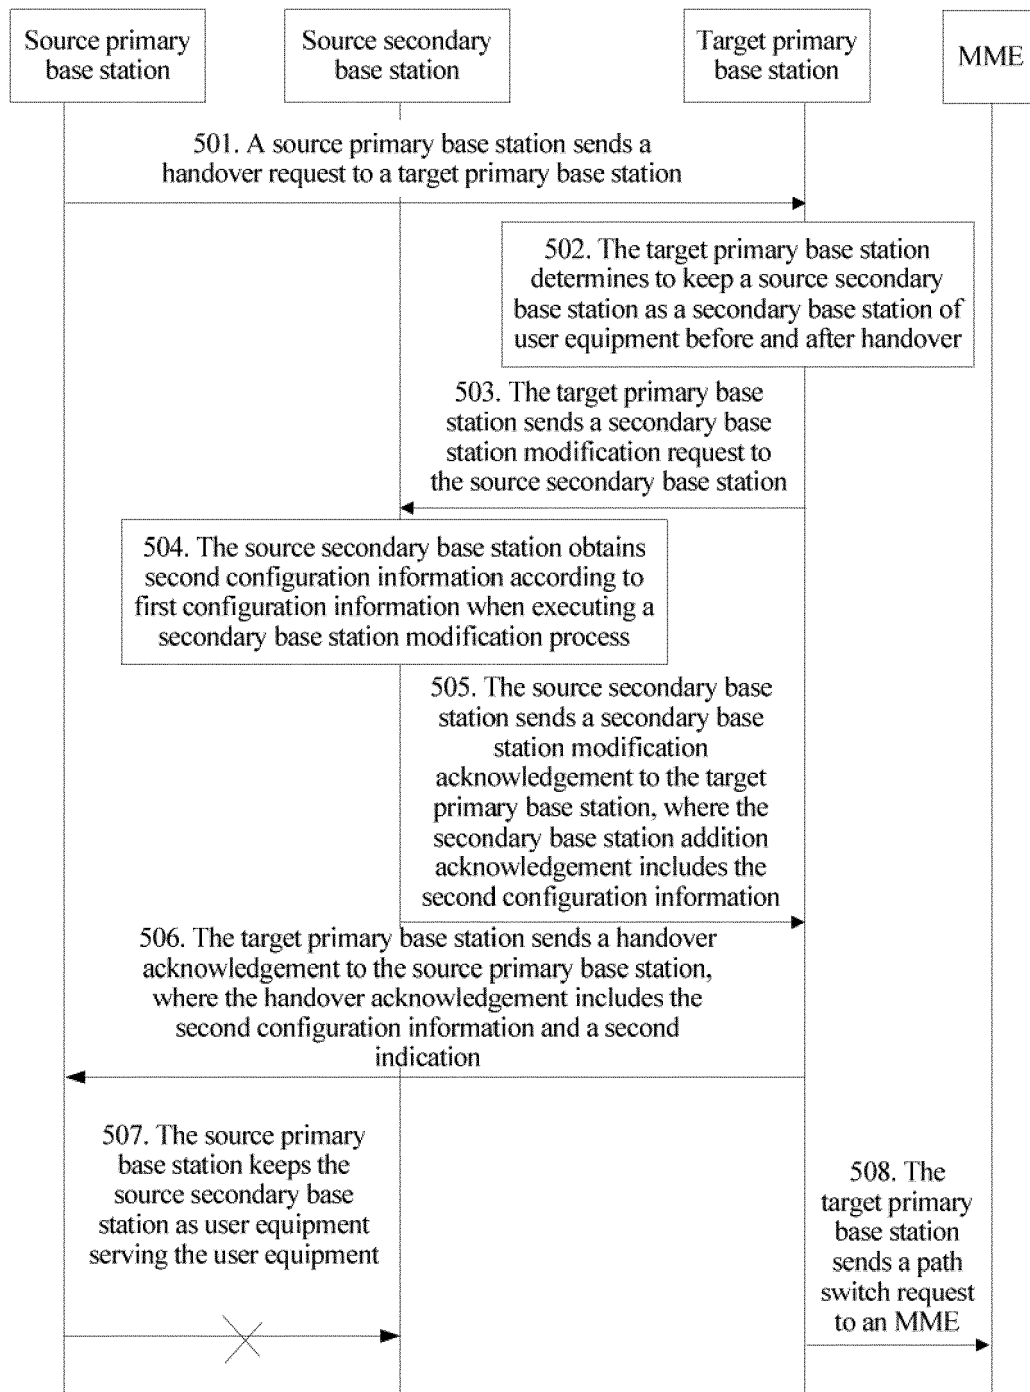 Source primary
base station
Source secondary
base station
Target primary
base station
MME
501. A source primary base station sends a
handover request to a target primary base station
502. The target primary base station
determines to keep a source secondary
base station as a secondary base station of
user equipment before and after handover
503. The target primary base
station sends a secondary base
station modification request to
the source secondary base station
504. The source secondary base station obtains
second configuration information according to
first configuration information when executing a
secondary base station modification process
505. The source secondary base
station sends a secondary base
station modification
acknowledgement to the target
primary base station, where the
secondary base station addition
acknowledgement includes the
second configuration information
506. The target primary base station sends a handover
acknowledgement to the source primary base station,
where the handover acknowledgement includes the
second configuration information and a second
indication
507. The source primary
base station keeps the
source secondary base
station as user equipment
serving the user equipment
508. The
target primary
base station
sends a path
switch request
to an MME